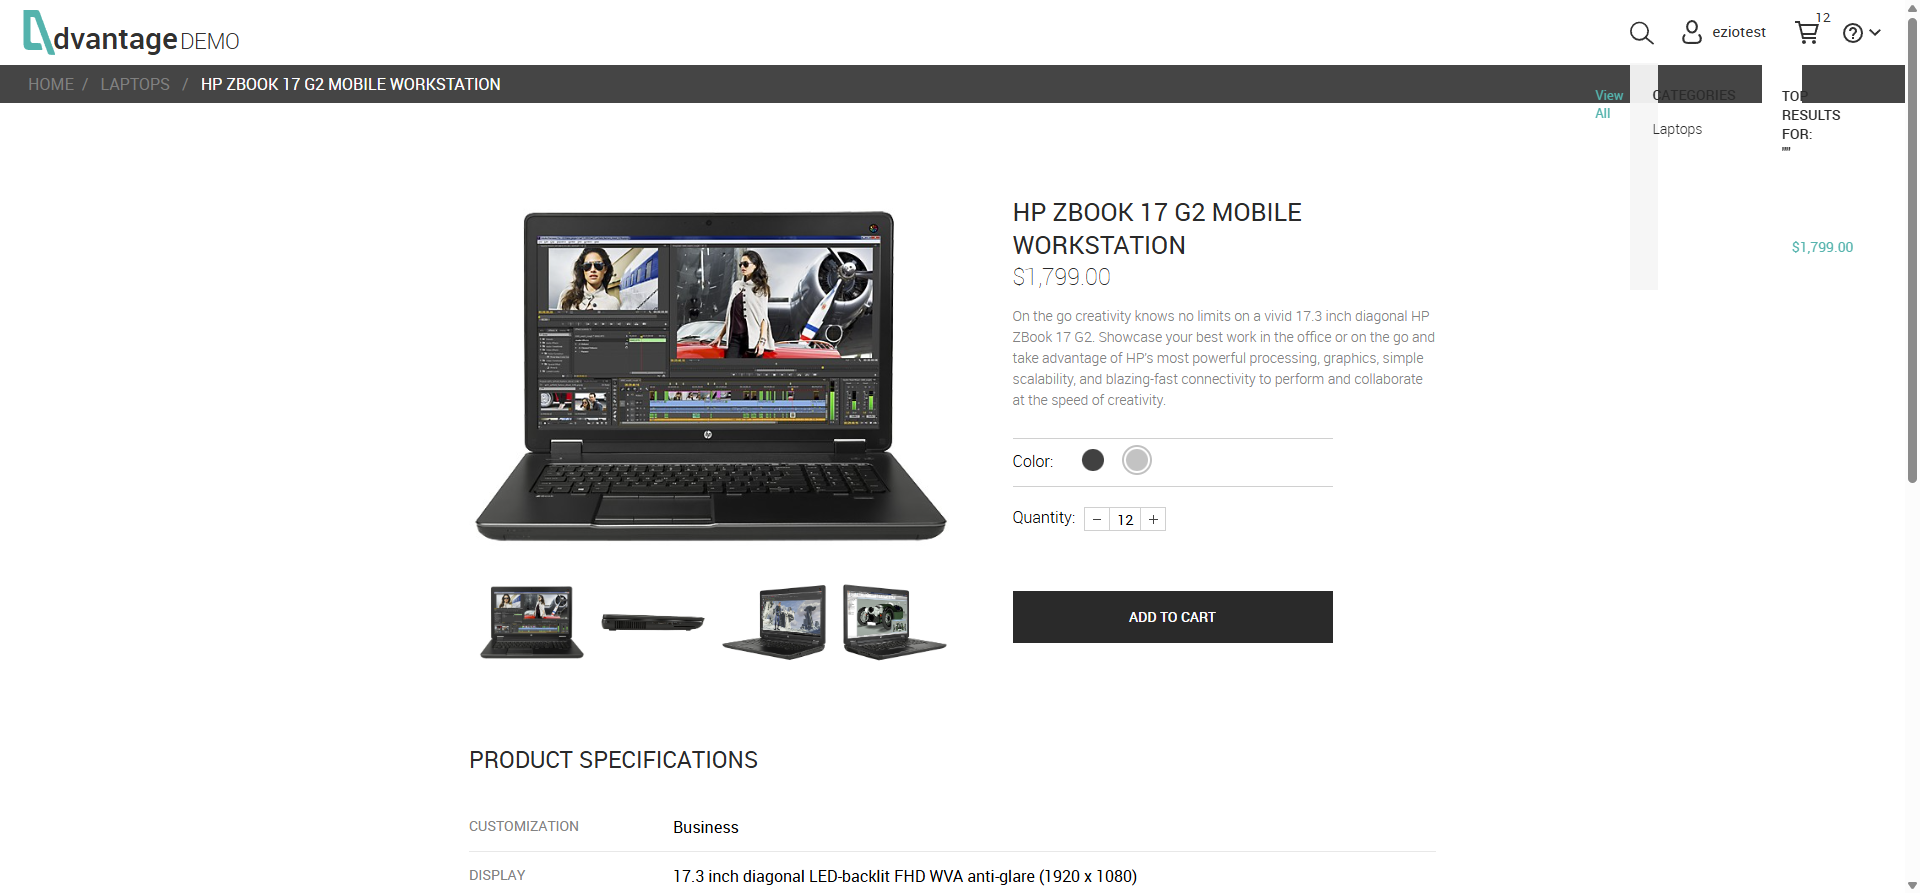 dvantage DEMO
eziotest
12
HOME / LAPTOPS / HP ZBOOK 17 G2 MOBILE WORKSTATION
View
All
CATEGORIES
Laptops
TOP
RESULTS
FOR:
""
$1,799.00
HP ZBOOK 17 G2 MOBILE
WORKSTATION
$1,799.00
On the go creativity knows no limits on a vivid 17.3 inch diagonal HP
ZBook 17 G2. Showcase your best work in the office or on the go and
take advantage of HP's most powerful processing, graphics, simple
scalability, and blazing-fast connectivity to perform and collaborate
at the speed of creativity.
Color:
Quantity: − 12 +
ADD TO CART
PRODUCT SPECIFICATIONS
CUSTOMIZATION Business
DISPLAY 17.3 inch diagonal LED-backlit FHD WVA anti-glare (1920 x 1080)